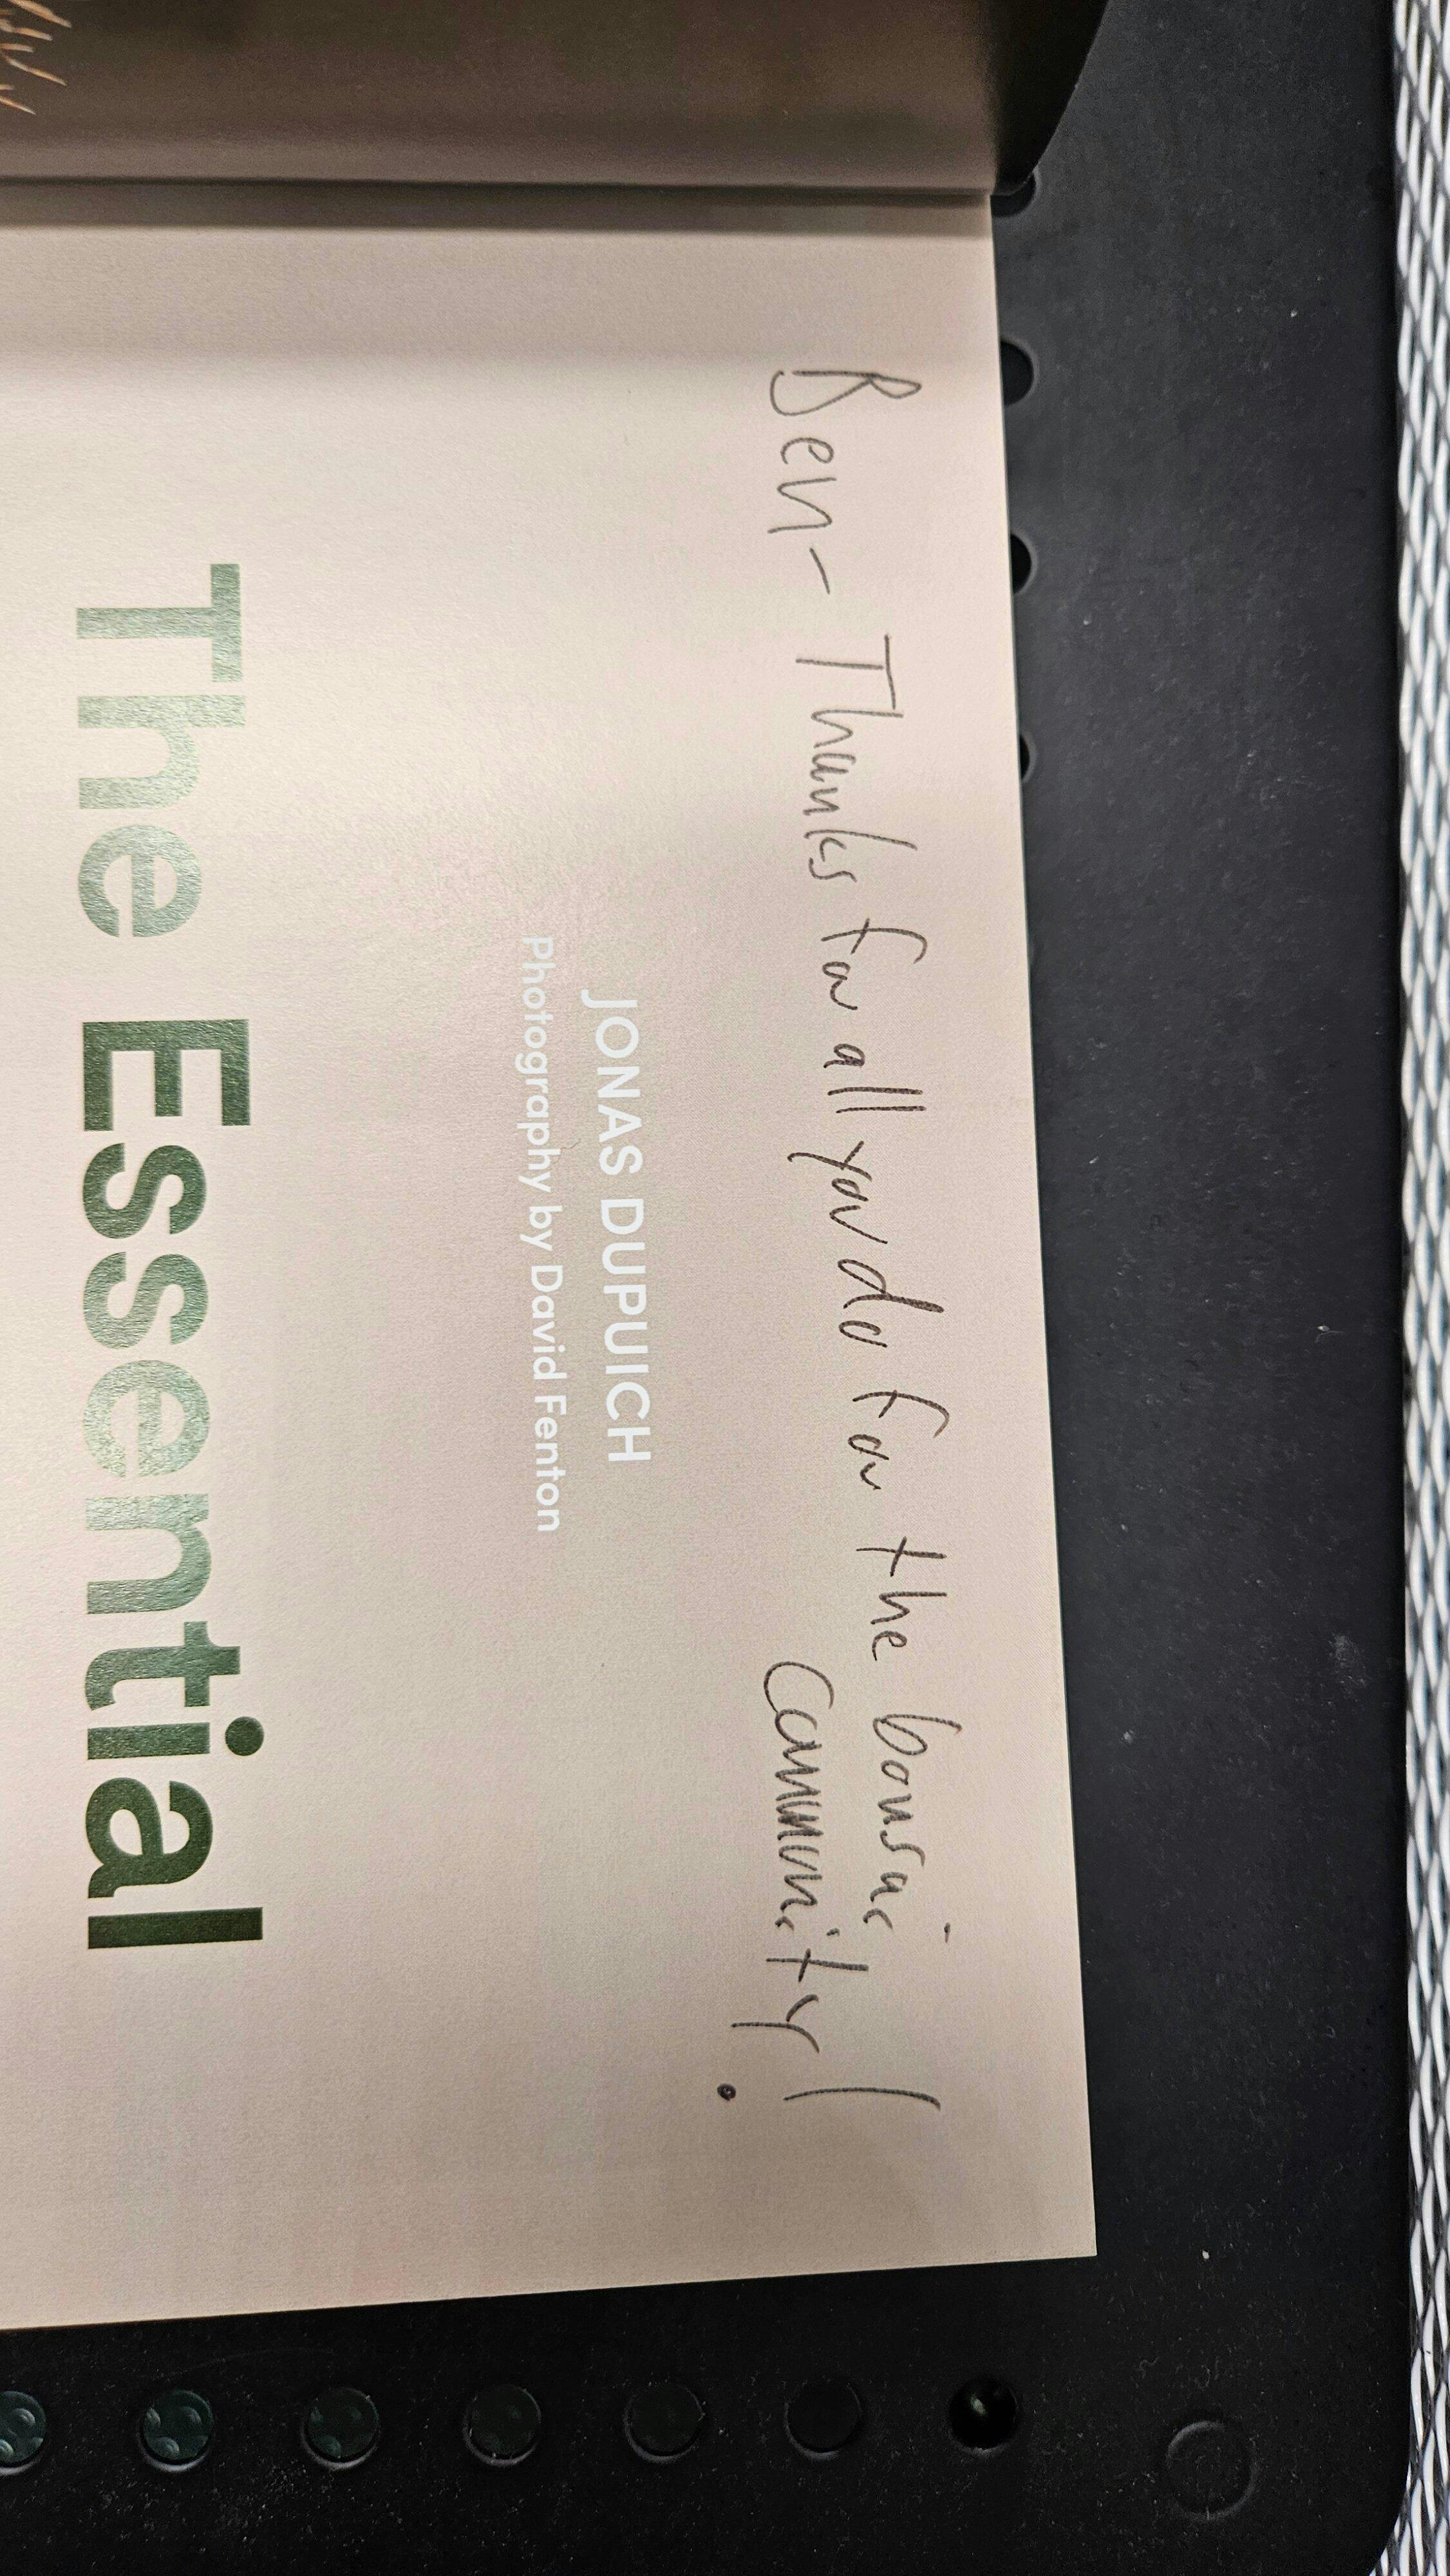 Ben- Thanks for all you do for the bonsai
community!
JONAS DUPUICH
Photography by David Fenton
The Essential